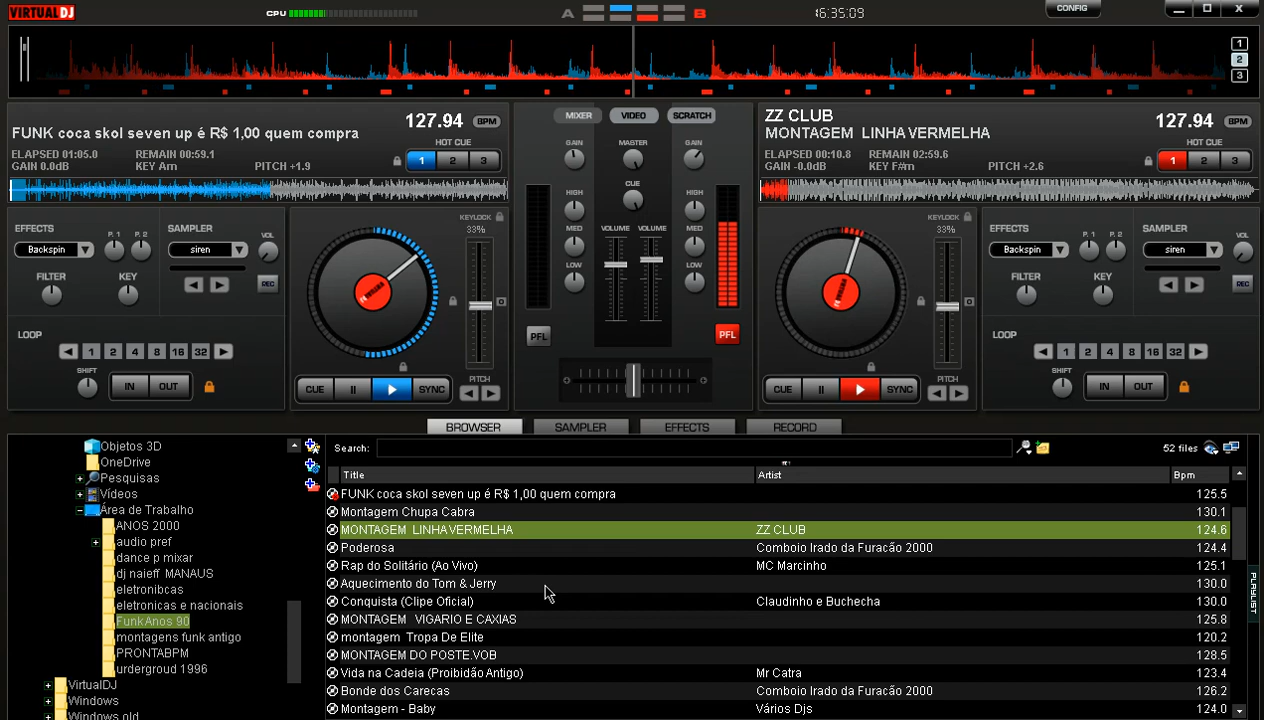 VIRTUAL DJ
CPU
A
B
16:35:09
CONFIG
1
2
3
FUNK coca skol seven up é R$ 1,00 quem compra
127.94 BPM
ELAPSED 01:05.0 REMAIN 00:59.1
GAIN 0.0dB KEY Am PITCH +1.9
HOT CUE
1 2 3
MIXER VIDEO SCRATCH
GAIN MASTER GAIN
HIGH CUE HIGH
MED VOLUME VOLUME MED
LOW LOW
PFL PFL
ZZ CLUB
MONTAGEM LINHAVERMELHA
127.94 BPM
ELAPSED 00:10.8 REMAIN 02:59.6
GAIN -0.0dB KEY F#m PITCH +2.6
HOT CUE
1 2 3
EFFECTS P. 1 P. 2 SAMPLER VOL
Backspin siren
FILTER KEY REC
LOOP
1 2 4 8 16 32
SHIFT IN OUT
KEYLOCK
33%
CUE SYNC PITCH
KEYLOCK
33%
CUE SYNC PITCH
EFFECTS P. 1 P. 2 SAMPLER VOL
Backspin siren
FILTER KEY REC
LOOP
1 2 4 8 16 32
SHIFT IN OUT
BROWSER SAMPLER EFFECTS RECORD
Objetos 3D
OneDrive
Pesquisas
Vídeos
Área de Trabalho
ANOS 2000
audio pref
dance p mixar
dj naieff MANAUS
eletronibcas
eletronicas e nacionais
FunkAnos 90
montagens funk antigo
PRONTABPM
urdergroud 1996
VirtualDJ
Windows
Windows.old
Search: 52 files
Title Artist Bpm
FUNK coca skol seven up é R$ 1,00 quem compra 125.5
Montagem Chupa Cabra 130.1
MONTAGEM LINHAVERMELHA ZZ CLUB 124.6
Poderosa Comboio Irado da Furacão 2000 124.4
Rap do Solitário (Ao Vivo) MC Marcinho 125.1
Aquecimento do Tom & Jerry 130.0
Conquista (Clipe Oficial) Claudinho e Buchecha 130.0
MONTAGEM VIGARIO E CAXIAS 125.8
montagem Tropa De Elite 120.2
MONTAGEM DO POSTE.VOB 128.5
Vida na Cadeia (Proibidão Antigo) Mr Catra 123.4
Bonde dos Carecas Comboio Irado da Furacão 2000 126.2
Montagem - Baby Vários Djs 124.0
PLAYLIST